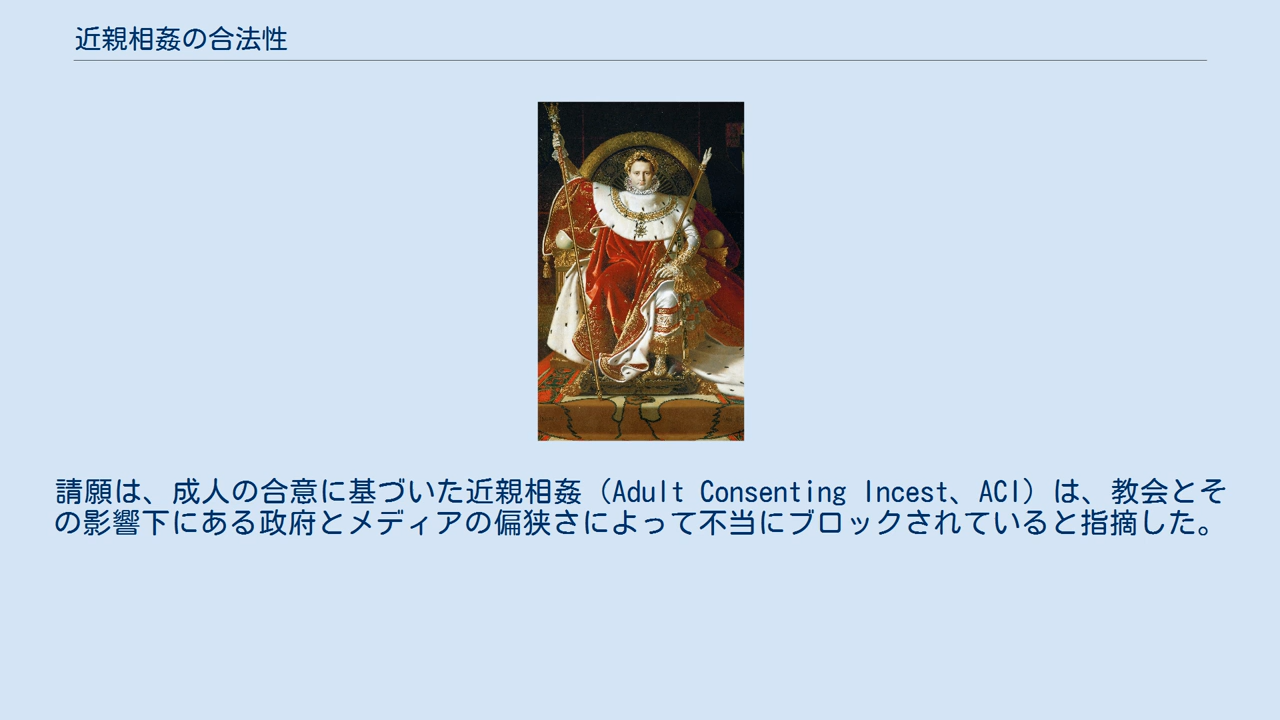 近親相姦の合法性
請願は、成人の合意に基づいた近親相姦（Adult Consenting Incest、ACI）は、教会とそ
の影響下にある政府とメディアの偏狭さによって不当にブロックされていると指摘した。